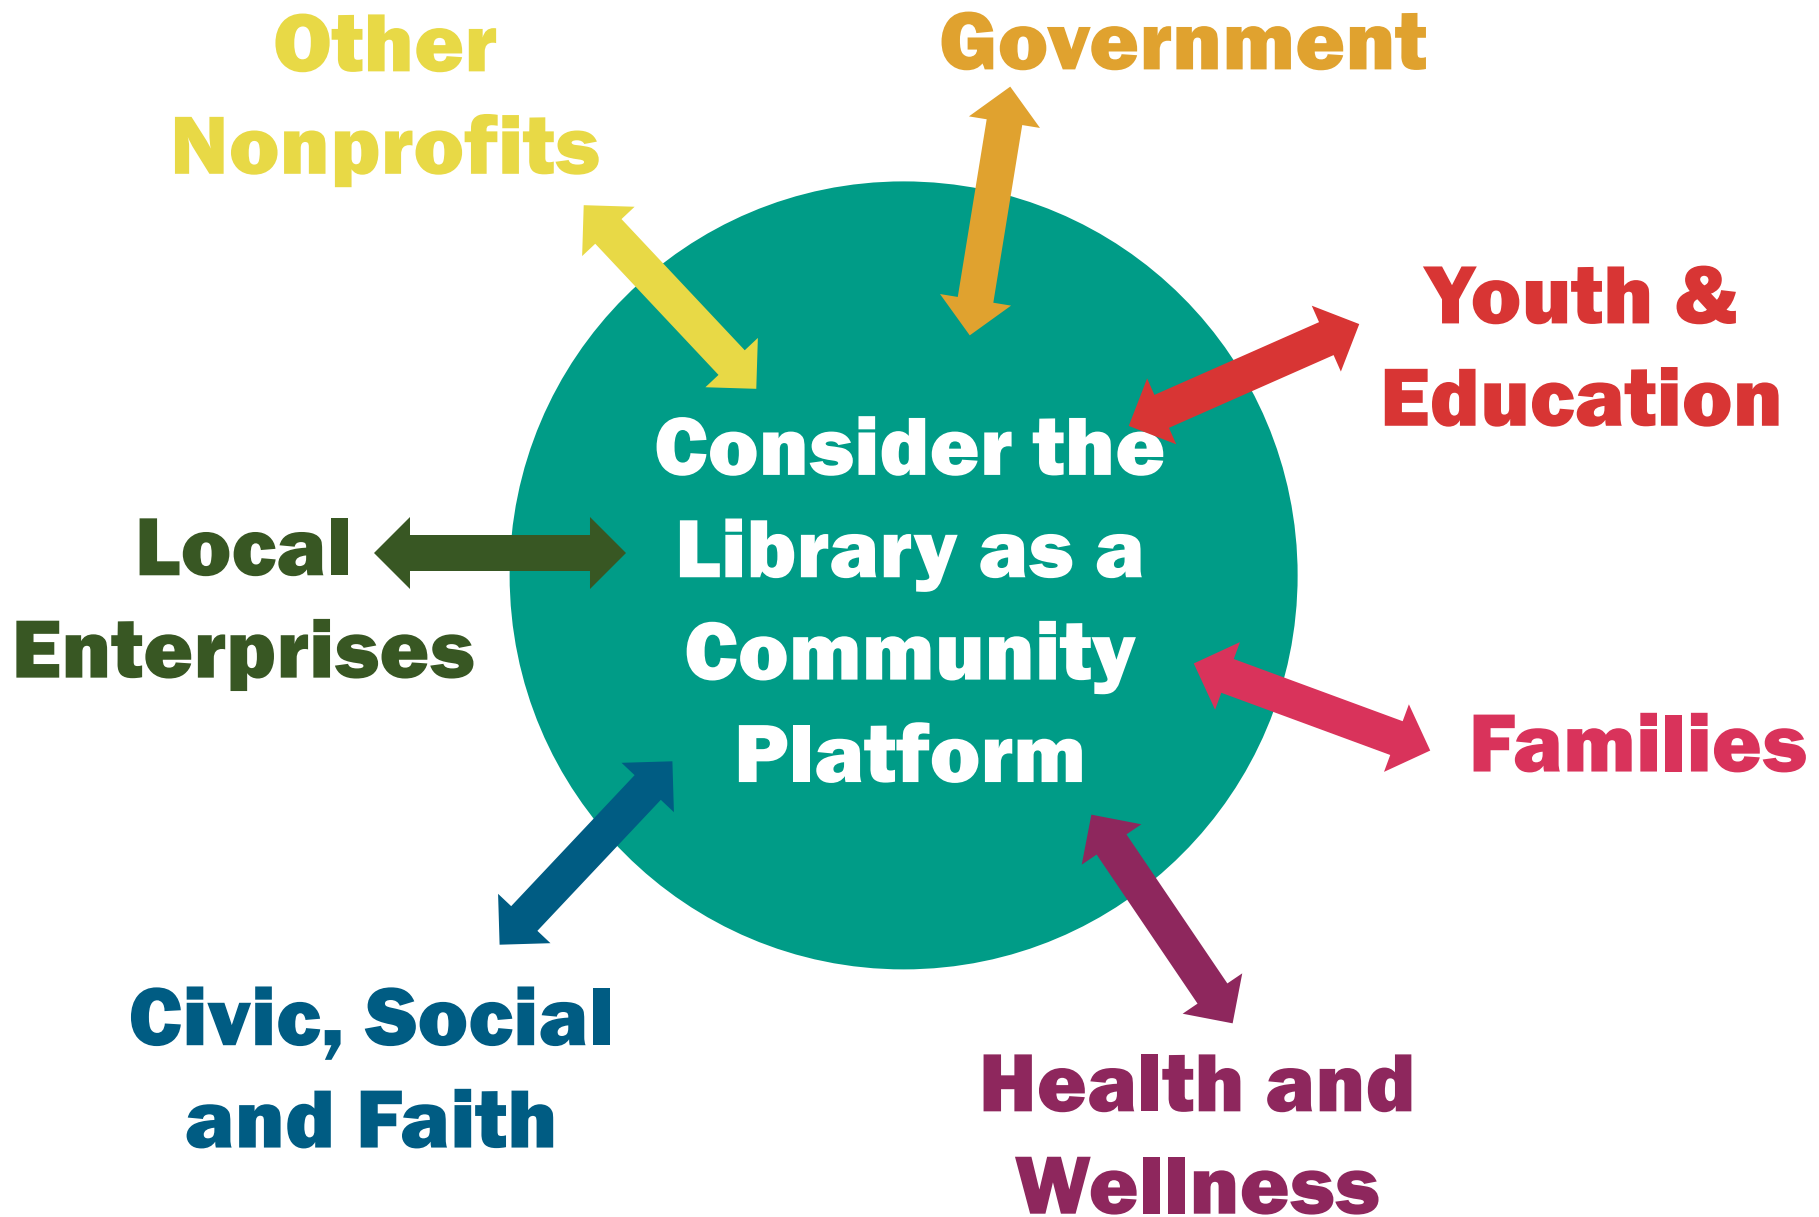 Other
Nonprofits
Government
Youth &
Education
Consider the
Library as a
Community
Platform
Local
Enterprises
Families
Civic, Social
and Faith
Health and
Wellness